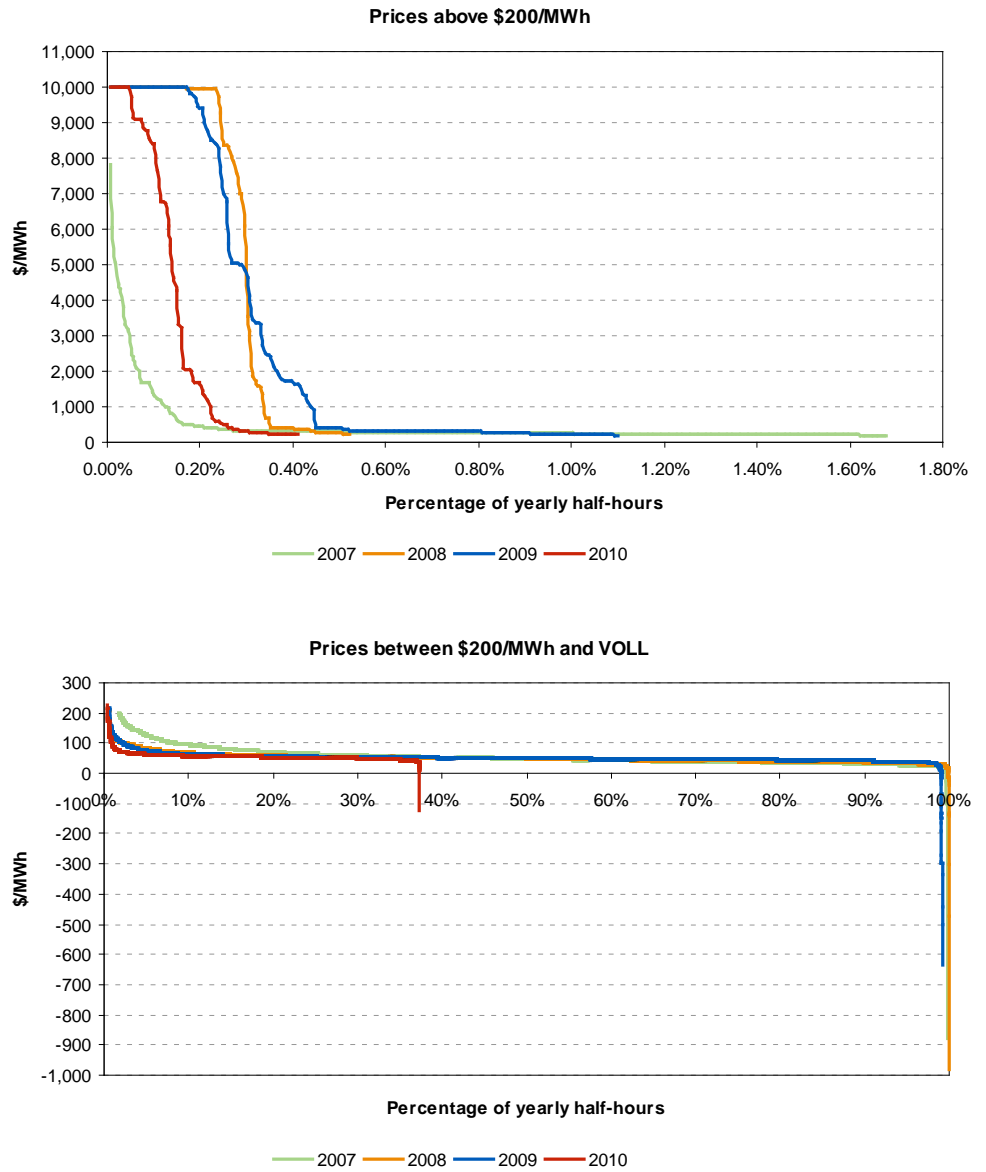 Prices above $200/MWh
11,000
10,000
9,000
8,000
7,000
6,000
5,000
4,000
3,000
2,000
1,000
0
$/MWh
0.00% 0.20% 0.40% 0.60% 0.80% 1.00% 1.20% 1.40% 1.60% 1.80%
Percentage of yearly half-hours
2007 2008 2009 2010
Prices between $200/MWh and VOLL
300
200
100
0
-100
-200
-300
-400
-500
-600
-700
-800
-900
-1,000
$/MWh
0% 10% 20% 30% 40% 50% 60% 70% 80% 90% 100%
Percentage of yearly half-hours
2007 2008 2009 2010